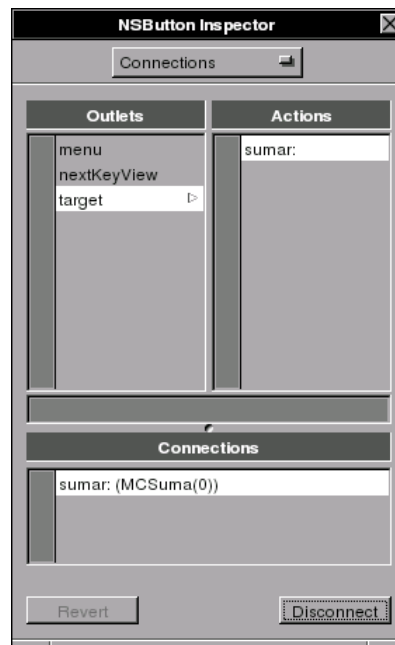 NSButton Inspector
Connections
Outlets
Actions
menu
nextKeyView
target
sumar:
Connections
sumar: (MCSuma(0))
Revert
Disconnect